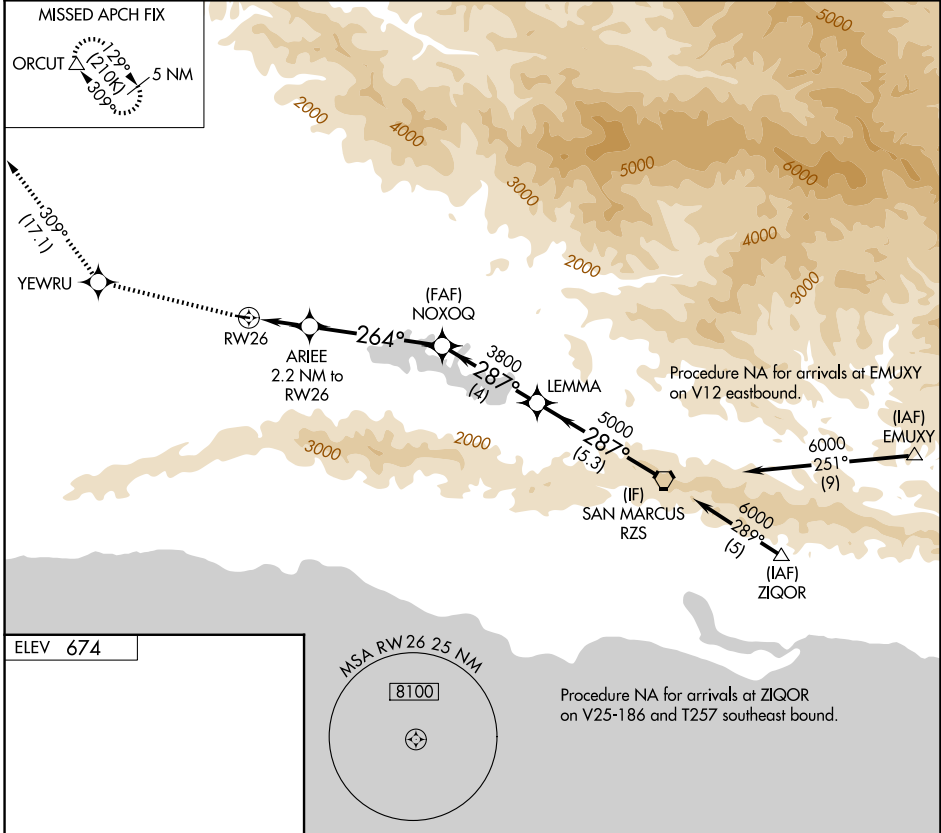 MISSED APCH FIX
ORCUT
129°
(210K)
5 NM
309°
5000
2000
4000
5000
6000
3000
4000
2000
3000
309°
(17.1)
YEWRU
RW26
264°
(FAF)
NOXOQ
ARIEE
2.2 NM to
RW26
3800
287°
(4)
LEMMA
Procedure NA for arrivals at EMUXY
on V12 eastbound.
5000
287°
(5.3)
(IAF)
EMUXY
6000
251°
(9)
3000
2000
(IF)
SAN MARCUS
RZS
6000
289°
(5)
(IAF)
ZIQOR
ELEV 674
MSA RW26 25 NM
8100
Procedure NA for arrivals at ZIQOR
on V25-186 and T257 southeast bound.